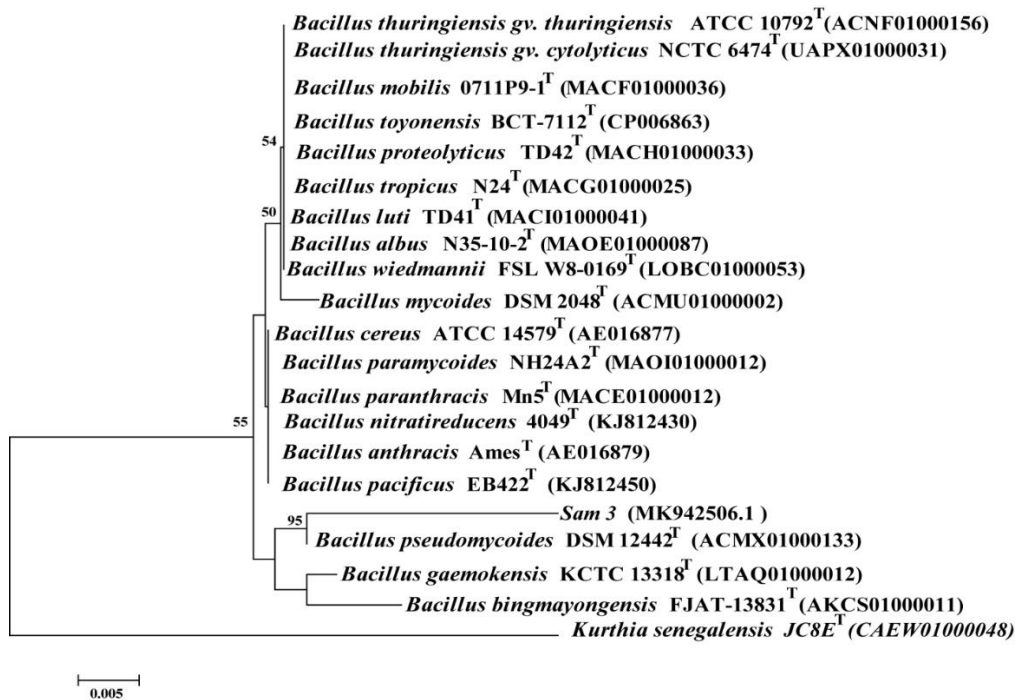 Bacillus thuringiensis gv. thuringiensis ATCC 10792T(ACNF01000156)
Bacillus thuringiensis gv. cytolyticus NCTC 6474T(UAPX01000031)
Bacillus mobilis 0711P9-1T(MACF01000036)
Bacillus toyonensis BCT-7112T(CP006863)
54
Bacillus proteolyticus TD42T(MACH01000033)
Bacillus tropicus N24T(MACG01000025)
50
Bacillus luti TD41T(MACI01000041)
Bacillus albus N35-10-2T(MAOE01000087)
Bacillus wiedmannii FSL W8-0169T(LOBC01000053)
Bacillus mycoides DSM 2048T(ACMU01000002)
Bacillus cereus ATCC 14579T(AE016877)
Bacillus paramycoides NH24A2T(MAOI01000012)
Bacillus paranthracis Mn5T(MACE01000012)
55
Bacillus nitratireducens 4049T(KJ812430)
Bacillus anthracis AmesT(AE016879)
Bacillus pacificus EB422T(KJ812450)
95
Sam 3 (MK942506.1 )
Bacillus pseudomycoides DSM 12442T(ACMX01000133)
Bacillus gaemokensis KCTC 13318T(LTAQ01000012)
Bacillus bingmayongensis FJAT-13831T(AKCS01000011)
Kurthia senegalensis JC8ET(CAEW01000048)
0.005